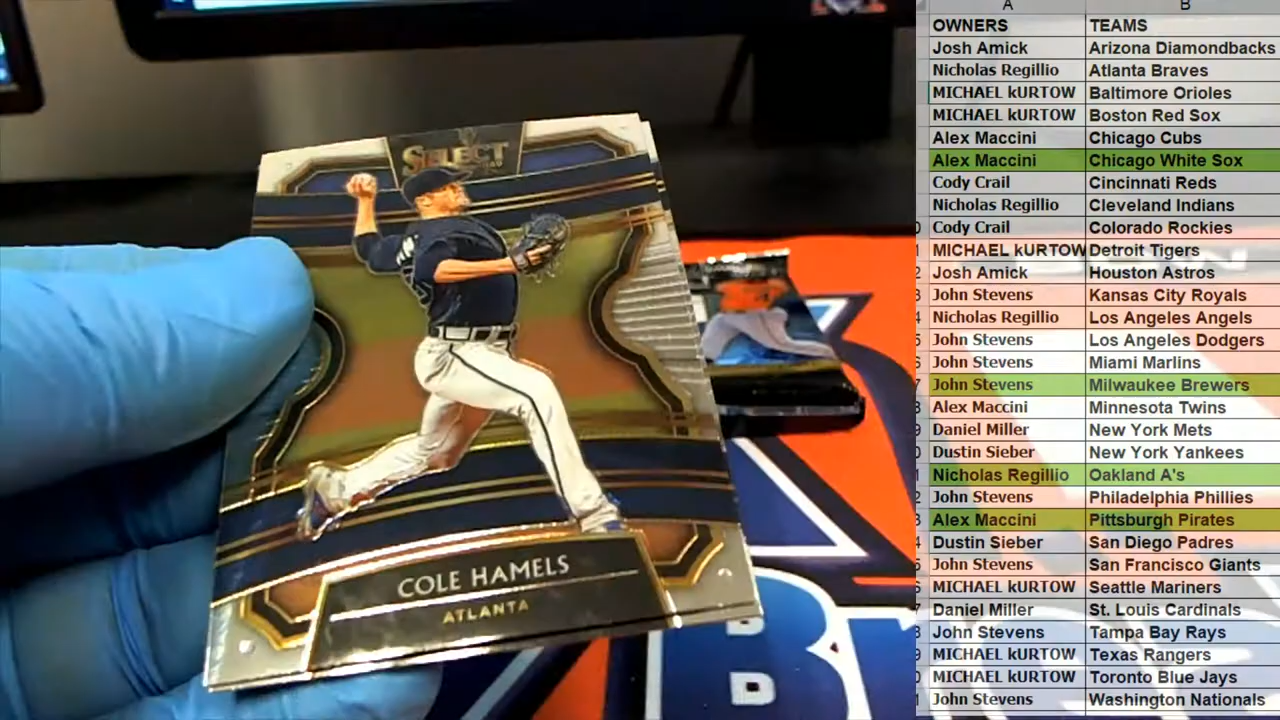 SELECT
COLE HAMELS
ATLANTA
A B
OWNERS TEAMS
Josh Amick Arizona Diamondbacks
Nicholas Regillio Atlanta Braves
MICHAEL kURTOW Baltimore Orioles
MICHAEL kURTOW Boston Red Sox
Alex Maccini Chicago Cubs
Alex Maccini Chicago White Sox
Cody Crail Cincinnati Reds
Nicholas Regillio Cleveland Indians
Cody Crail Colorado Rockies
MICHAEL kURTOW Detroit Tigers
Josh Amick Houston Astros
John Stevens Kansas City Royals
Nicholas Regillio Los Angeles Angels
John Stevens Los Angeles Dodgers
John Stevens Miami Marlins
John Stevens Milwaukee Brewers
Alex Maccini Minnesota Twins
Daniel Miller New York Mets
Dustin Sieber New York Yankees
Nicholas Regillio Oakland A's
John Stevens Philadelphia Phillies
Alex Maccini Pittsburgh Pirates
Dustin Sieber San Diego Padres
John Stevens San Francisco Giants
MICHAEL kURTOW Seattle Mariners
Daniel Miller St. Louis Cardinals
John Stevens Tampa Bay Rays
MICHAEL kURTOW Texas Rangers
MICHAEL kURTOW Toronto Blue Jays
John Stevens Washington Nationals